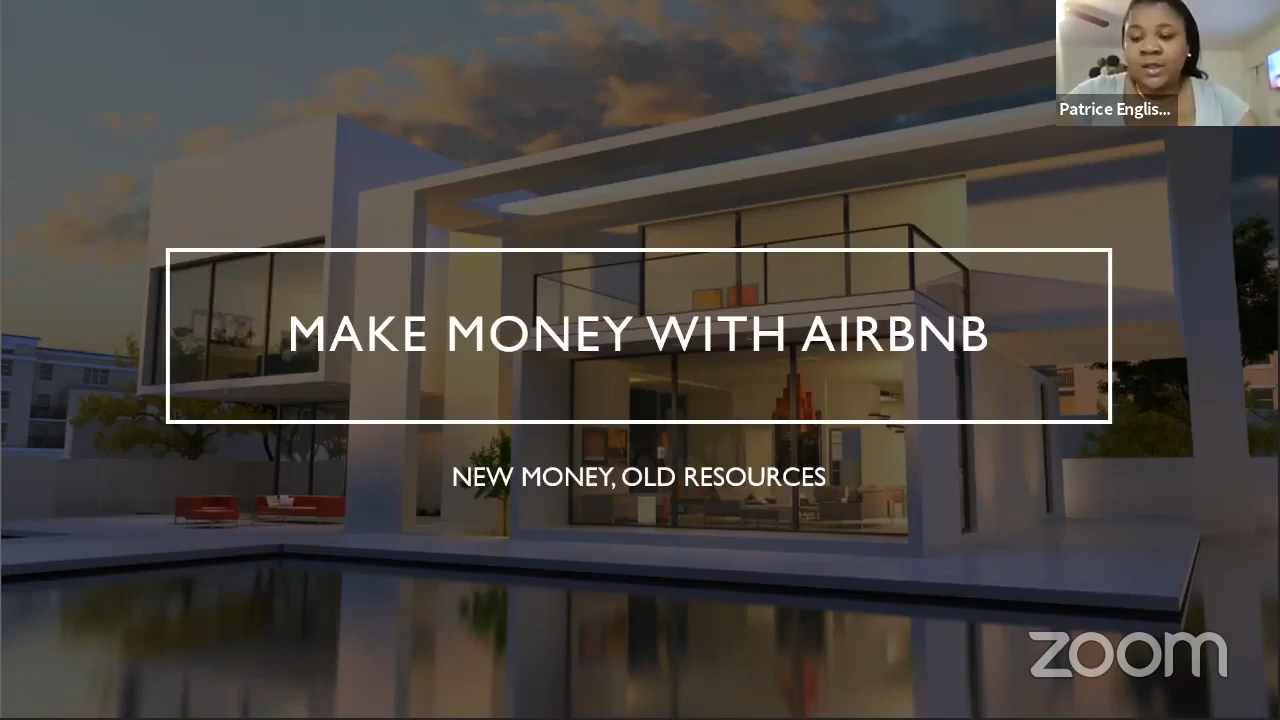 Patrice Englis...
MAKE MONEY WITH AIRBNB
NEW MONEY, OLD RESOURCES
zoom